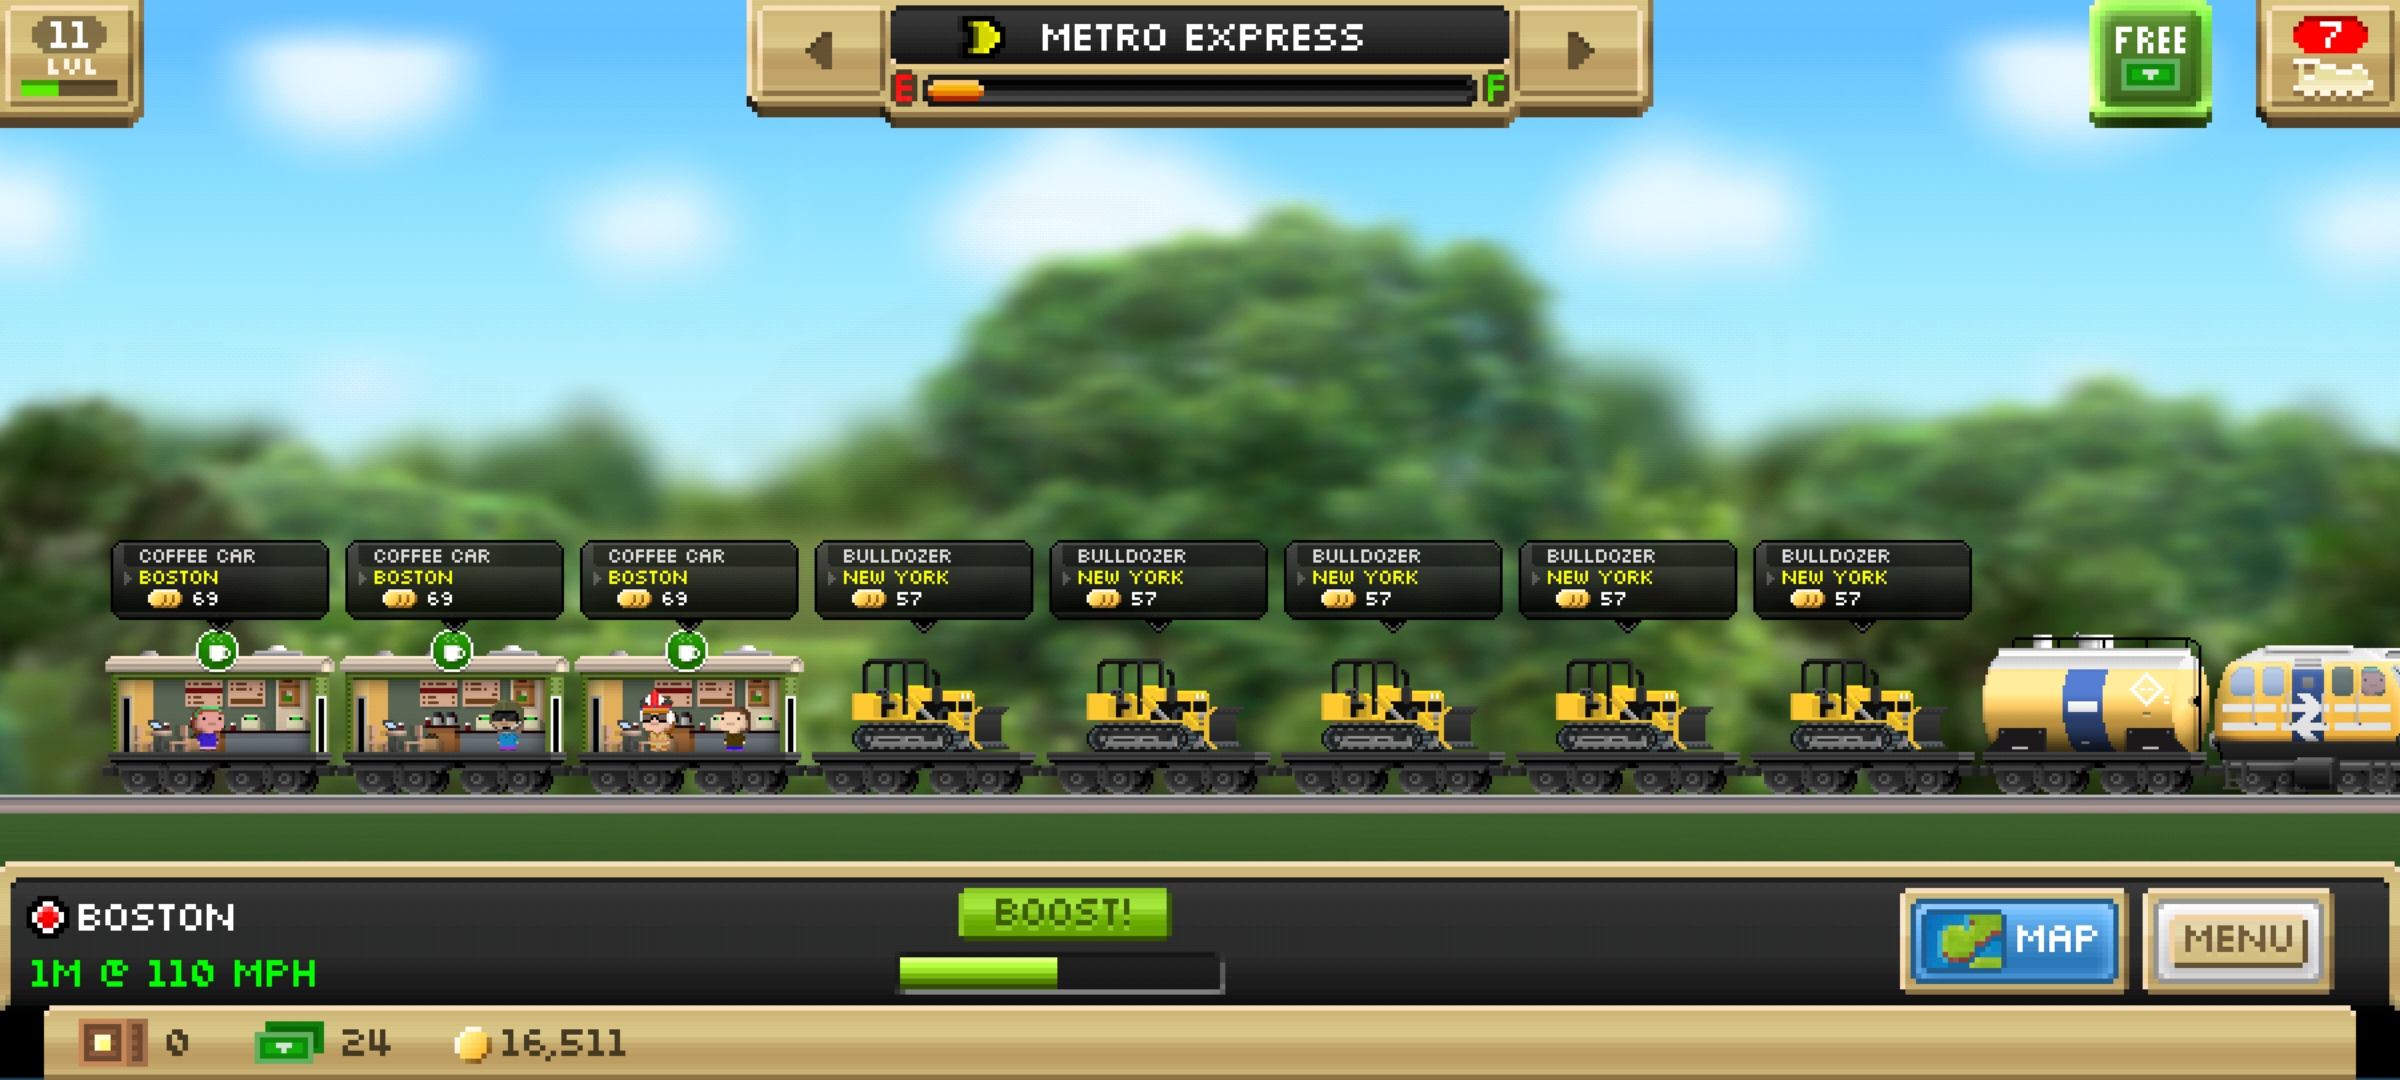 11
LVL
METRO EXPRESS
E F
FREE
7
COFFEE CAR
BOSTON
69
COFFEE CAR
BOSTON
69
COFFEE CAR
BOSTON
69
BULLDOZER
NEW YORK
57
BULLDOZER
NEW YORK
57
BULLDOZER
NEW YORK
57
BULLDOZER
NEW YORK
57
BULLDOZER
NEW YORK
57
BOSTON
1M @ 110 MPH
BOOST!
MAP
MENU
0
24
16,511